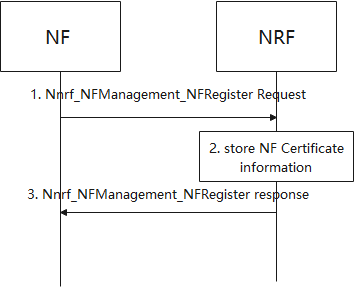 NF
NRF
1. Nnrf_NFManagement_NFRegister Request
2. store NF Certificate
information
3. Nnrf_NFManagement_NFRegister response